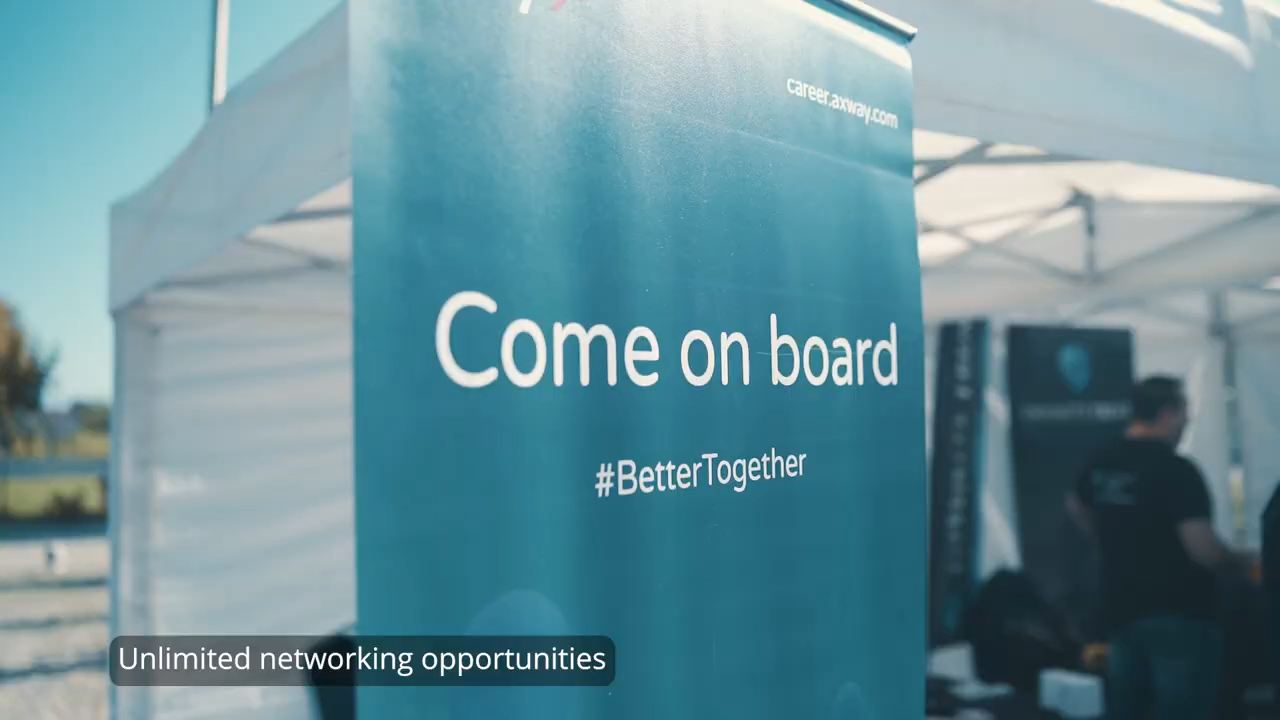 career.axway.com
Come on board
#BetterTogether
Unlimited networking opportunities